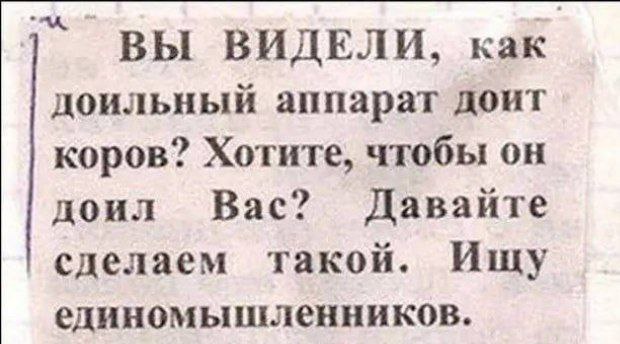 ВЫ ВИДЕЛИ, как
доильный аппарат доит
коров? Хотите, чтобы он
доил Вас? Давайте
сделаем такой. Ищу
единомышленников.